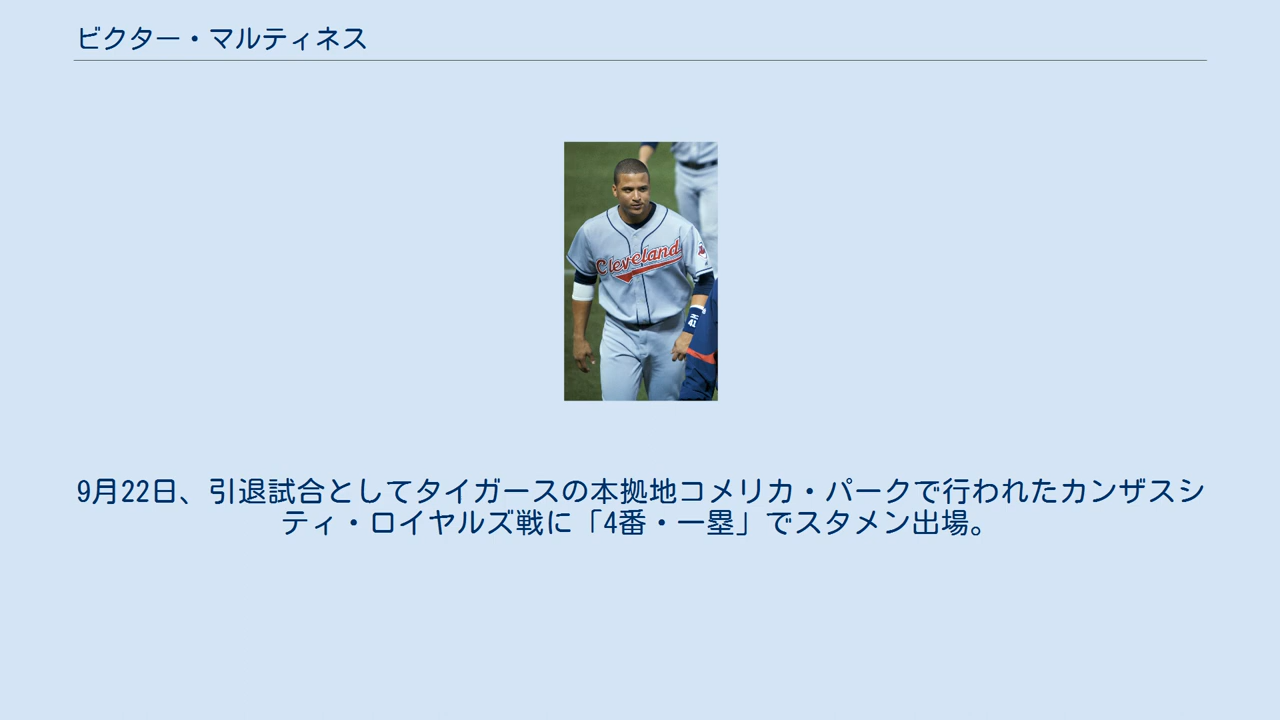 ビクター・マルティネス
Cleveland
41
9月22日、引退試合としてタイガースの本拠地コメリカ・パークで行われたカンザスシ
ティ・ロイヤルズ戦に「4番・一塁」でスタメン出場。